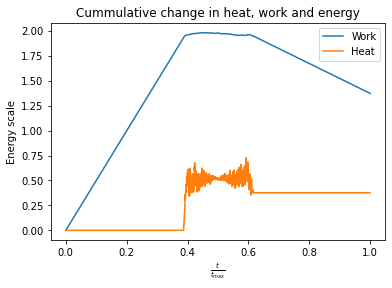 Cummulative change in heat, work and energy
Work
Heat
Energy scale
2.00
1.75
1.50
1.25
1.00
0.75
0.50
0.25
0.00
0.0 0.2 0.4 0.6 0.8 1.0
t
tmax